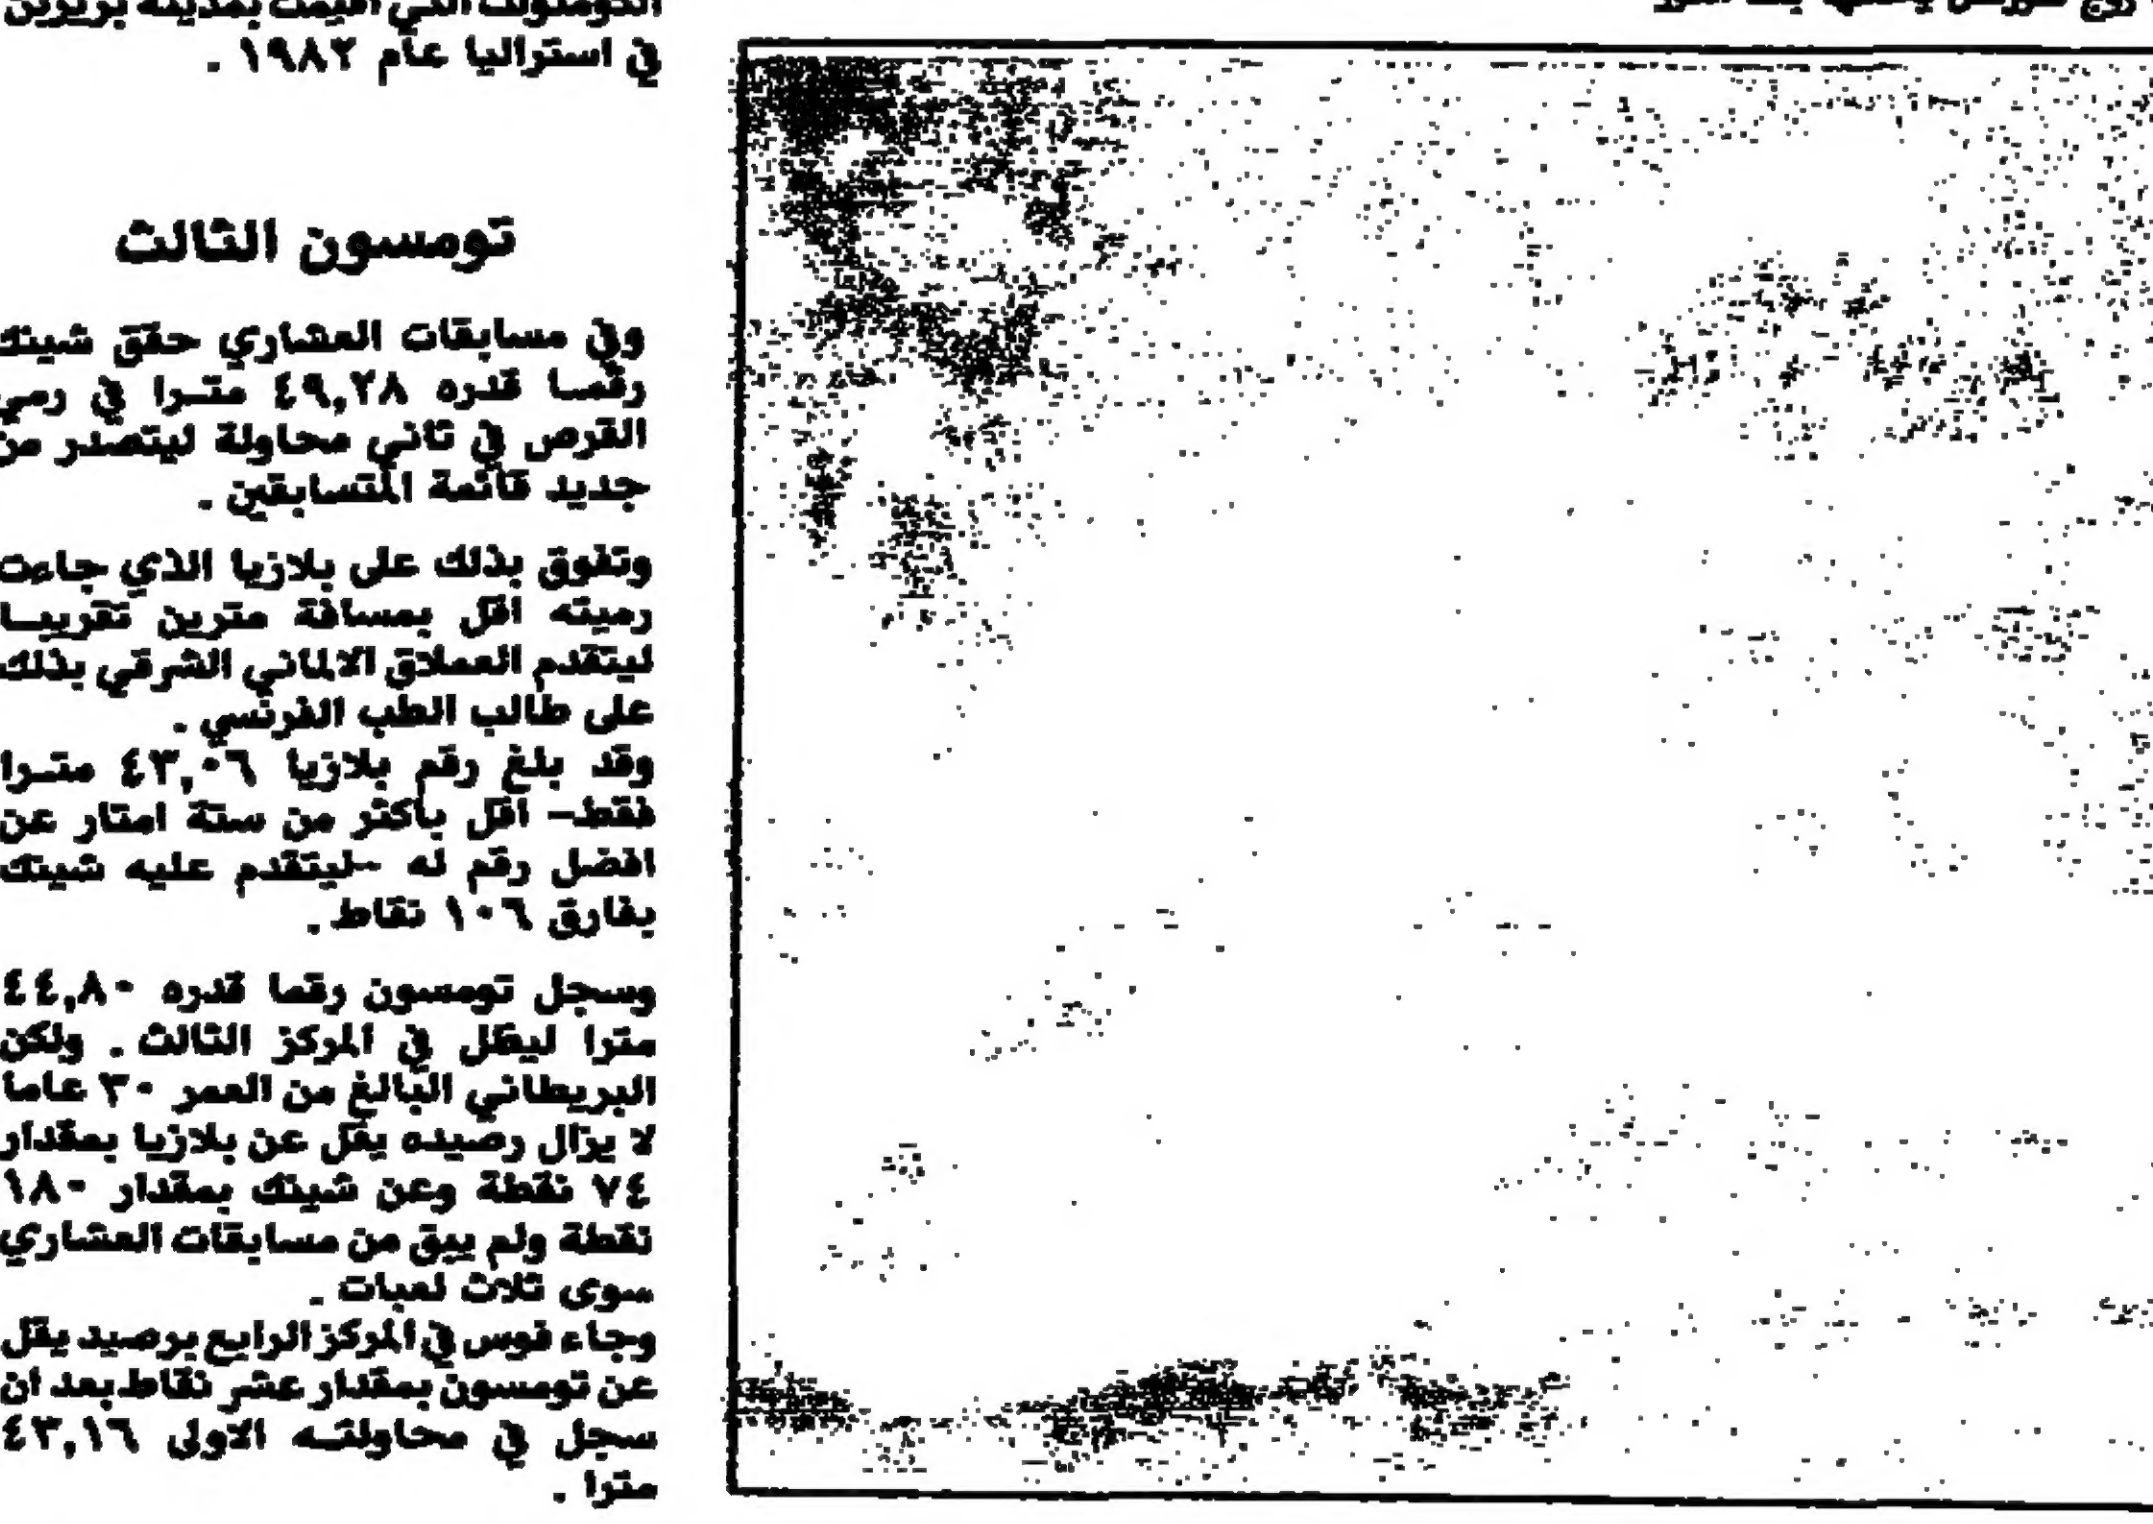 في استراليا عام ١٩٨٢ .
تومسون الثالث
وفي مسابقات العشاري حقق شينك
رقما قدره ٤٩,٢٨ مترا في رمي
القرص في ثاني محاولة ليتصدر من
جديد قائمة المتسابقين .
وتفوق بذلك على بلازيا الذي جاءت
رميته اقل بمسافة مترين تقريبا
ليتقدم العملاق الالماني الشرقي بذلك
على طالب الطب الفرنسي .
وقد بلغ رقم بلازيا ٤٣,٠٦ مترا
فقط- اقل بأكثر من ستة امتار عن
افضل رقم له -ليتقدم عليه شينك
بفارق ١٠٦ نقاط .
وسجل تومسون رقما قدره ٤٤,٨٠
مترا ليظل في المركز الثالث . ولكن
البريطاني البالغ من العمر ٣٠ عاما
لا يزال رصيده يقل عن بلازيا بمقدار
٧٤ نقطة وعن شينك بمقدار ١٨٠
نقطة ولم يبق من مسابقات العشاري
سوى ثلاث لعبات .
وجاء فوس في المركز الرابع برصيد يقل
عن تومسون بمقدار عشر نقاط بعد ان
سجل في محاولته الاولى ٤٣,١٦
مترا .